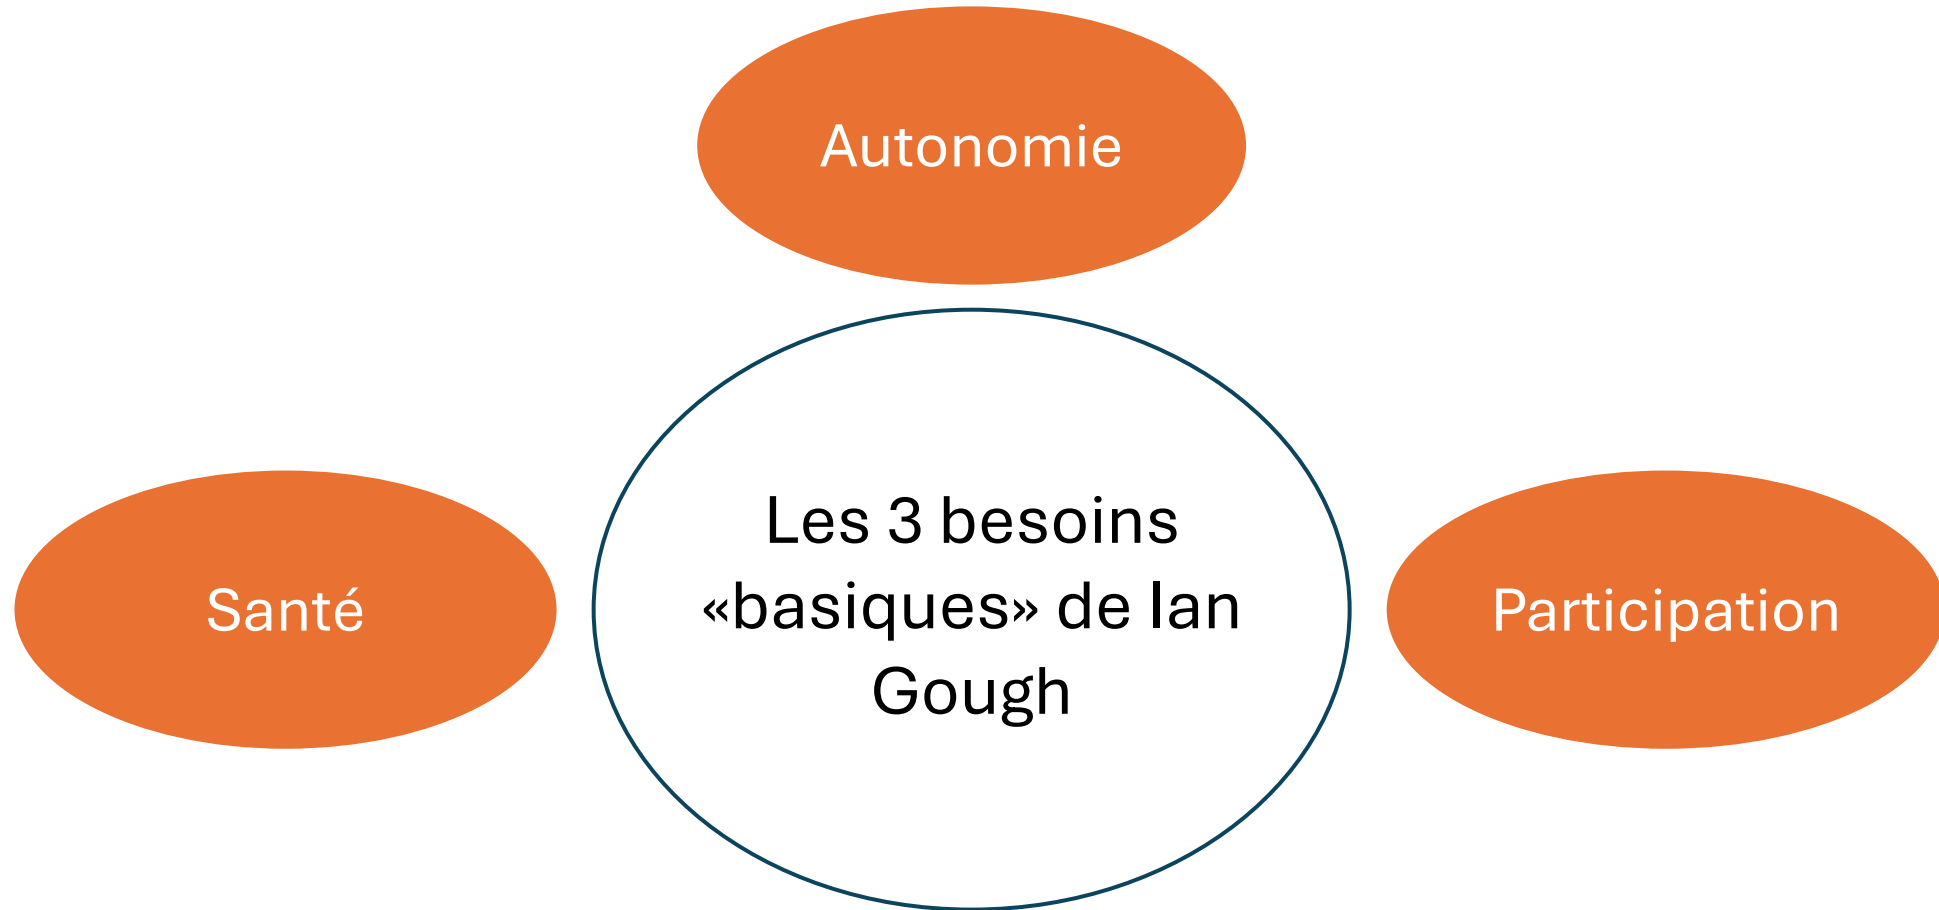 Autonomie
Santé
Les 3 besoins
«basiques» de Ian
Gough
Participation